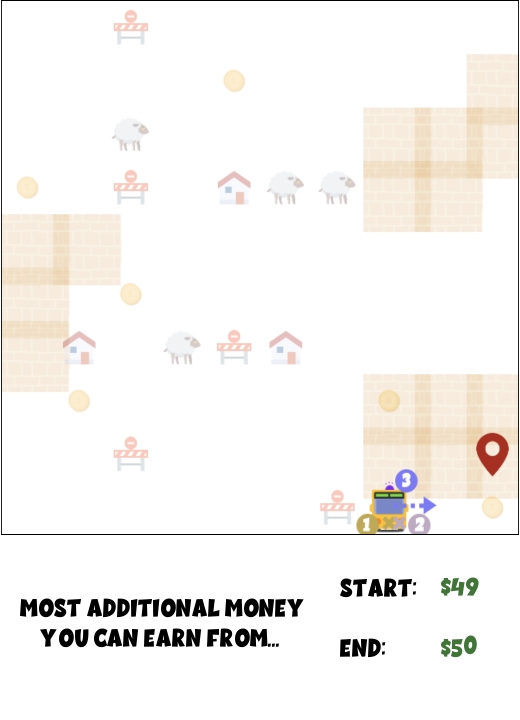 3
1
2
START: $49
MOST ADDITIONAL MONEY
YOU CAN EARN FROM...
END: $50